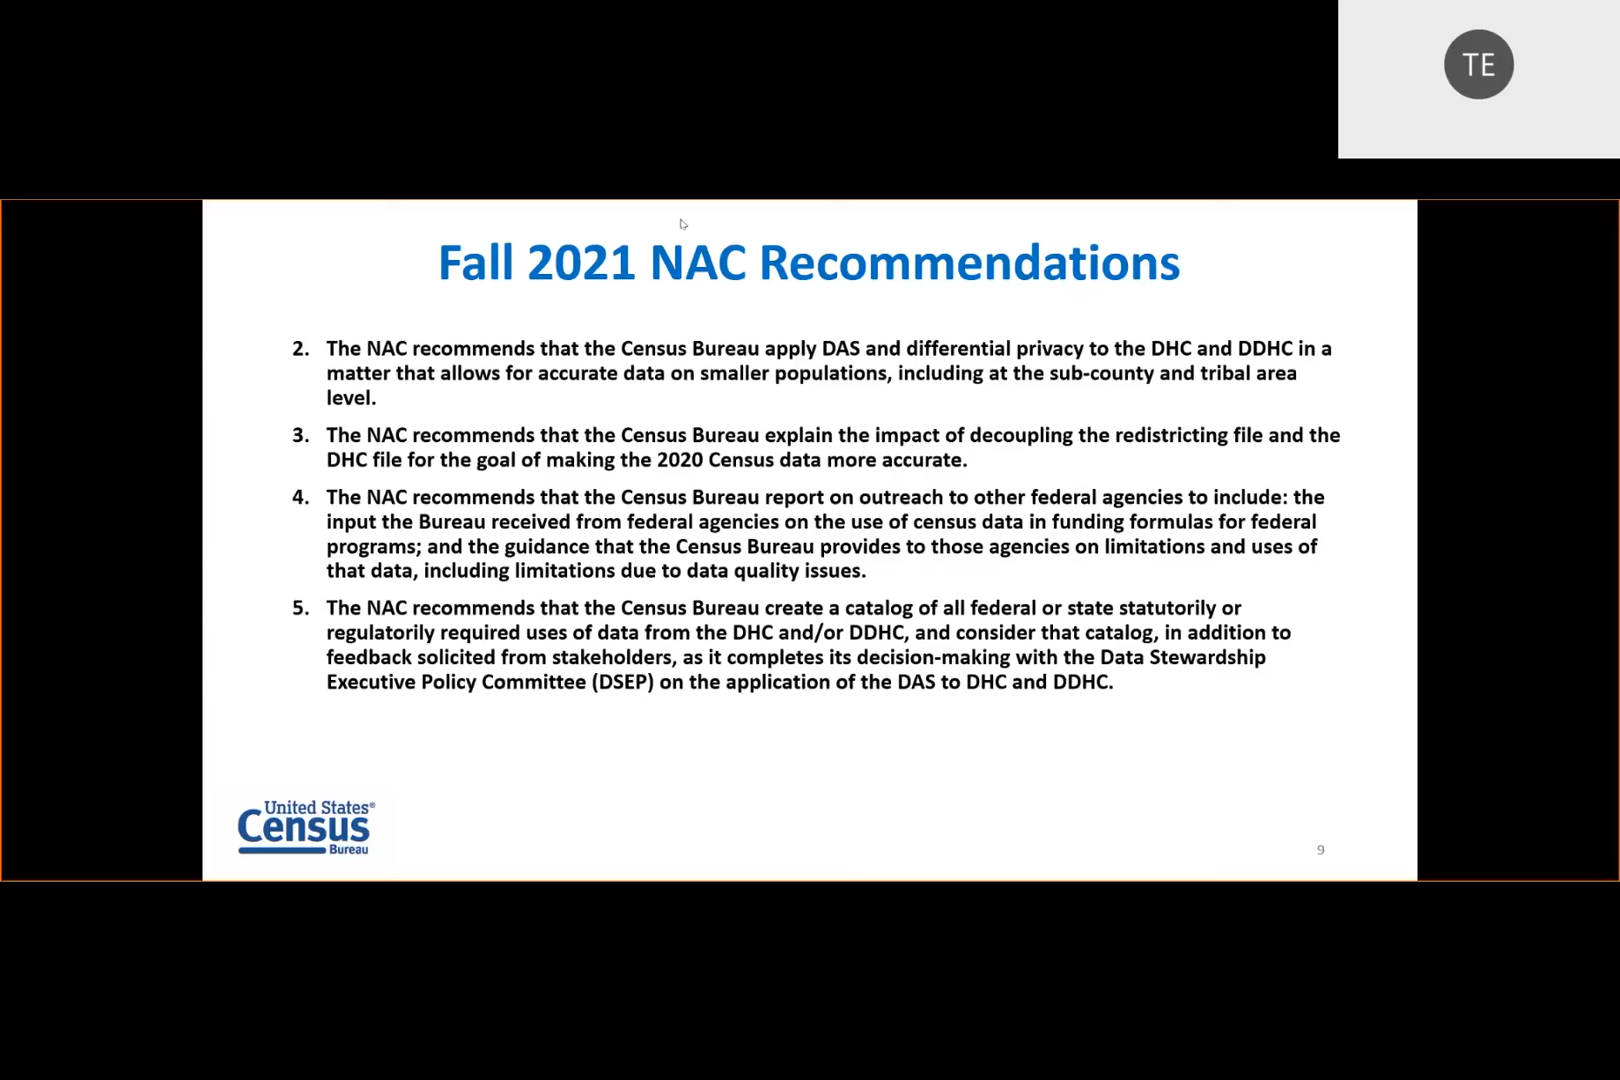 TE
Fall 2021 NAC Recommendations
2. The NAC recommends that the Census Bureau apply DAS and differential privacy to the DHC and DDHC in a
matter that allows for accurate data on smaller populations, including at the sub-county and tribal area
level.
3. The NAC recommends that the Census Bureau explain the impact of decoupling the redistricting file and the
DHC file for the goal of making the 2020 Census data more accurate.
4. The NAC recommends that the Census Bureau report on outreach to other federal agencies to include: the
input the Bureau received from federal agencies on the use of census data in funding formulas for federal
programs; and the guidance that the Census Bureau provides to those agencies on limitations and uses of
that data, including limitations due to data quality issues.
5. The NAC recommends that the Census Bureau create a catalog of all federal or state statutorily or
regulatorily required uses of data from the DHC and/or DDHC, and consider that catalog, in addition to
feedback solicited from stakeholders, as it completes its decision-making with the Data Stewardship
Executive Policy Committee (DSEP) on the application of the DAS to DHC and DDHC.
United States®
Census
Bureau
9